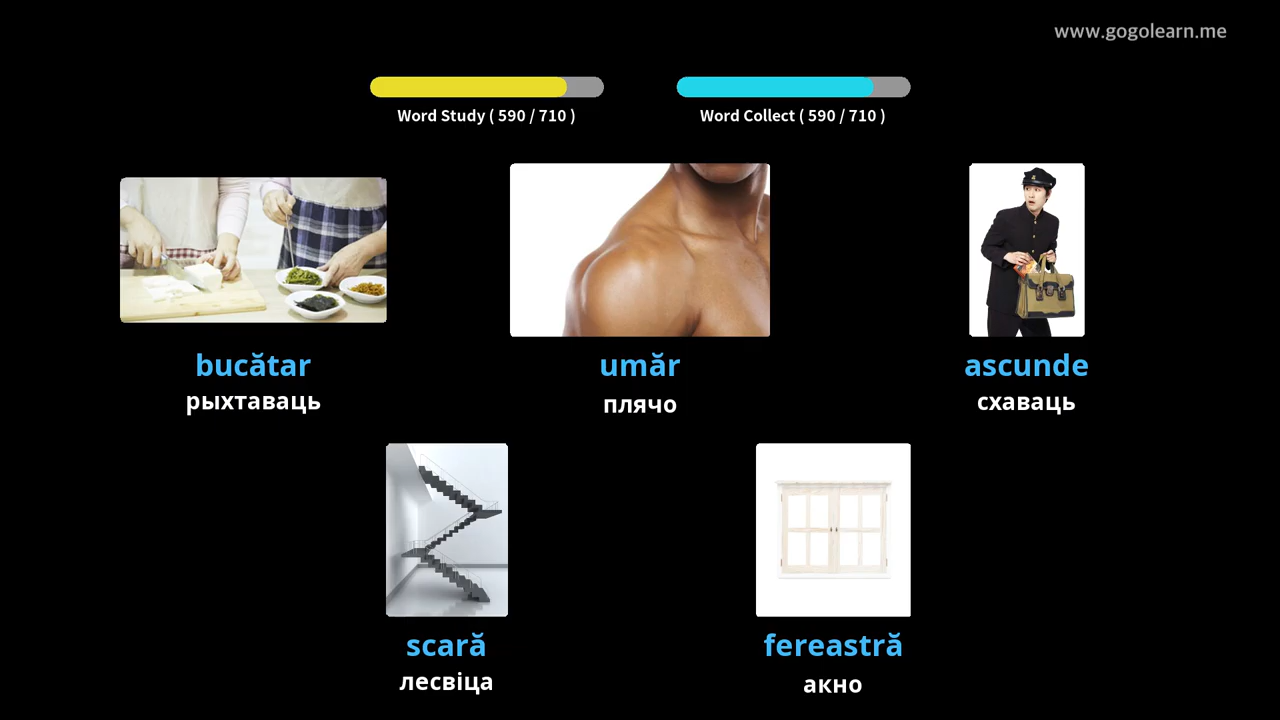 www.gogolearn.me
Word Study ( 590 / 710 )
Word Collect ( 590 / 710 )
bucătar
рыхтаваць
umăr
плячо
ascunde
схаваць
scară
лесвіца
fereastră
акно